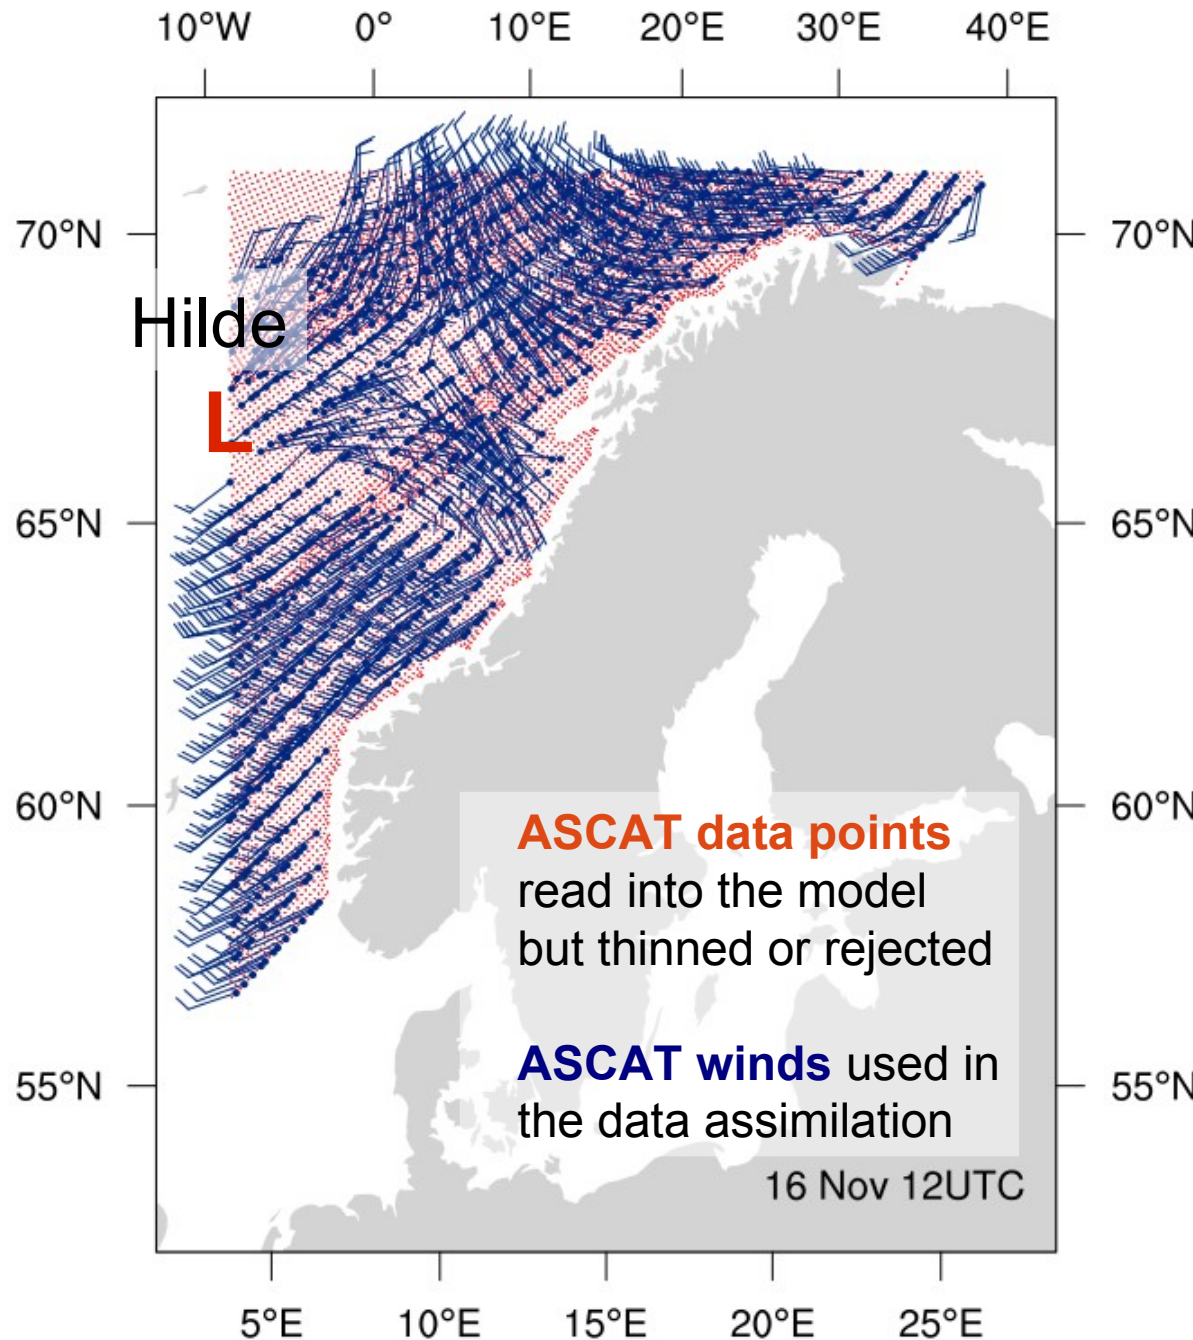 10°W 0° 10°E 20°E 30°E 40°E
70°N 70°N
Hilde
L
65°N 65°N
60°N 60°N
ASCAT data points
read into the model
but thinned or rejected
ASCAT winds used in
55°N 55°N
the data assimilation
16 Nov 12UTC
5°E 10°E 15°E 20°E 25°E